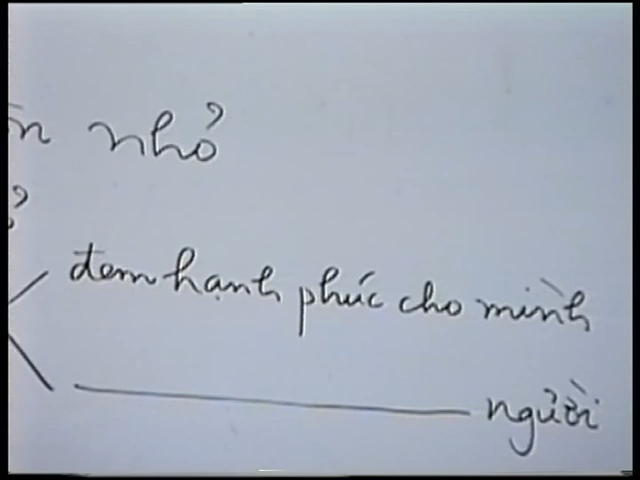 nhỏ
đem hạnh phúc cho mình
người